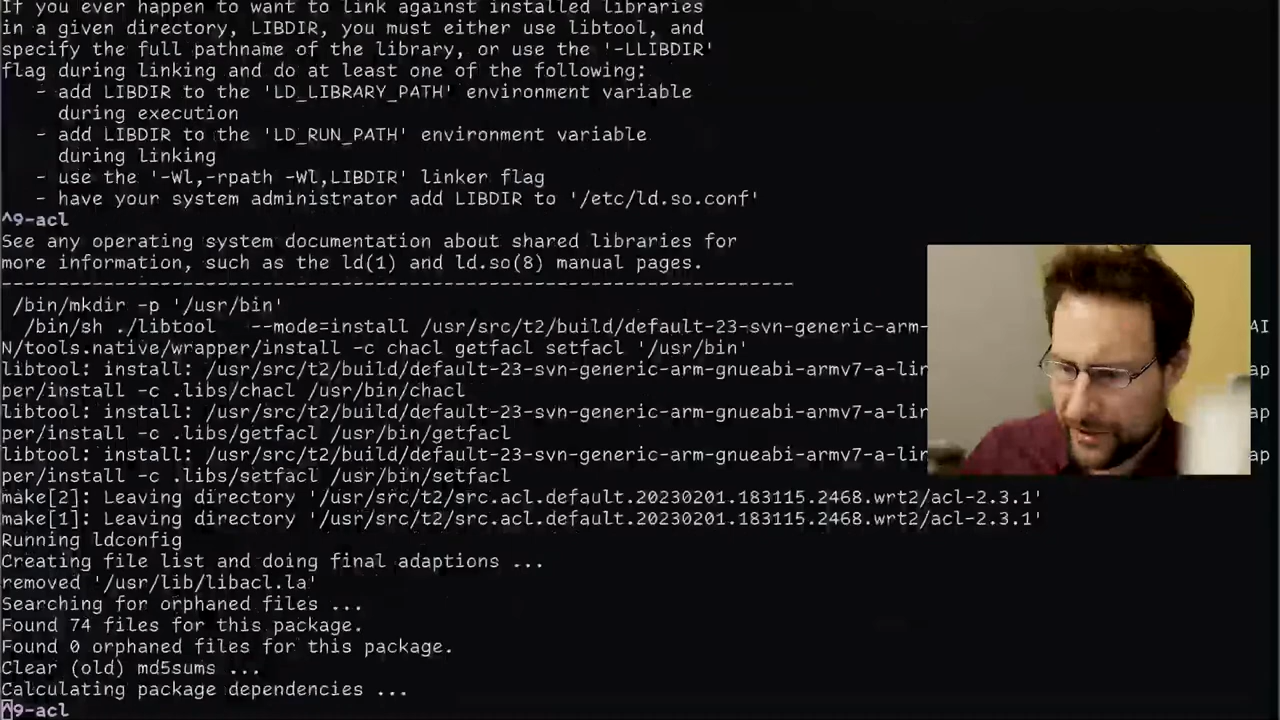 If you ever happen to want to link against installed libraries
in a given directory, LIBDIR, you must either use libtool, and
specify the full pathname of the library, or use the '-LLIBDIR'
flag during linking and do at least one of the following:
- add LIBDIR to the 'LD_LIBRARY_PATH' environment variable
during execution
- add LIBDIR to the 'LD_RUN_PATH' environment variable
during linking
- use the '-Wl,-rpath -Wl,LIBDIR' linker flag
- have your system administrator add LIBDIR to '/etc/ld.so.conf'
^9-acl
See any operating system documentation about shared libraries for
more information, such as the ld(1) and ld.so(8) manual pages.
----------------------------------------------------------------------
/bin/mkdir -p '/usr/bin'
/bin/sh ./libtool   --mode=install /usr/src/t2/build/default-23-svn-generic-arm- AI
N/tools.native/wrapper/install -c chacl getfacl setfacl '/usr/bin'
libtool: install: /usr/src/t2/build/default-23-svn-generic-arm-gnueabi-armv7-a-lin ap
per/install -c .libs/chacl /usr/bin/chacl
libtool: install: /usr/src/t2/build/default-23-svn-generic-arm-gnueabi-armv7-a-lin ap
per/install -c .libs/getfacl /usr/bin/getfacl
libtool: install: /usr/src/t2/build/default-23-svn-generic-arm-gnueabi-armv7-a-lin ap
per/install -c .libs/setfacl /usr/bin/setfacl
make[2]: Leaving directory '/usr/src/t2/src.acl.default.20230201.183115.2468.wrt2/acl-2.3.1'
make[1]: Leaving directory '/usr/src/t2/src.acl.default.20230201.183115.2468.wrt2/acl-2.3.1'
Running ldconfig
Creating file list and doing final adaptions ...
removed '/usr/lib/libacl.la'
Searching for orphaned files ...
Found 74 files for this package.
Found 0 orphaned files for this package.
Clear (old) md5sums ...
Calculating package dependencies ...
^9-acl